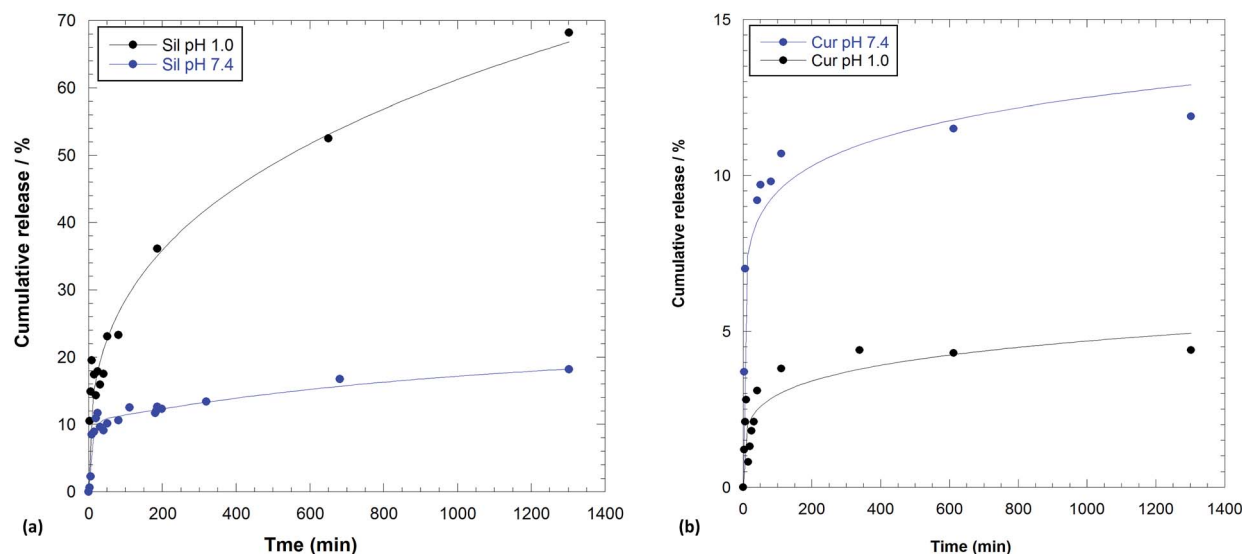 70
60
50
40
30
20
10
0
Cumulative release / %
Sil pH 1.0
Sil pH 7.4
0 200 400 600 800 1000 1200 1400
Tme (min)
(a)
15
10
5
0
Cumulative release / %
Cur pH 7.4
Cur pH 1.0
0 200 400 600 800 1000 1200 1400
Time (min)
(b)